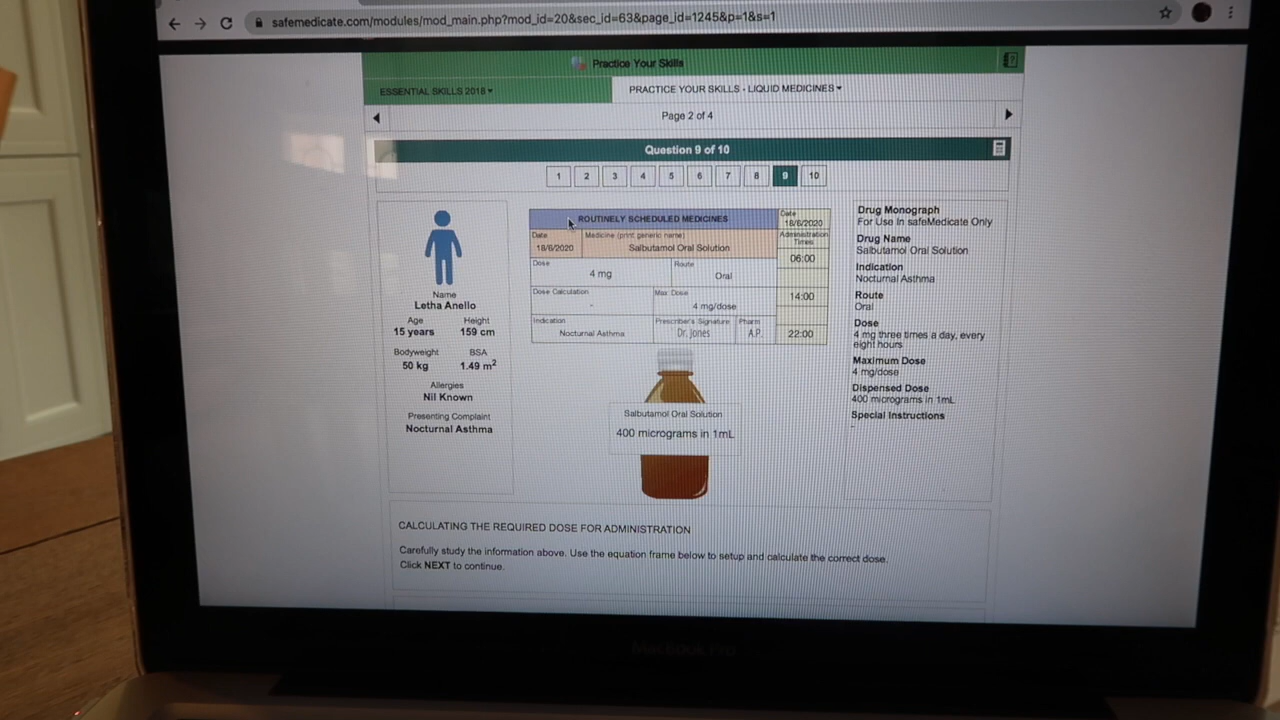 safemedicate.com/modules/mod_main.php?mod_id=20&sec_id=63&page_id=1245&p=1&s=1
Practice Your Skills
ESSENTIAL SKILLS 2018
PRACTICE YOUR SKILLS - LIQUID MEDICINES
Page 2 of 4
Question 9 of 10
1 2 3 4 5 6 7 8 9 10
Name
Letha Anello
Age Height
15 years 159 cm
Bodyweight BSA
50 kg 1.49 m²
Allergies
Nil Known
Presenting Complaint
Nocturnal Asthma
ROUTINELY SCHEDULED MEDICINES
Date
18/6/2020
Date Medicine (print generic name)
18/6/2020 Salbutamol Oral Solution
Administration
Times
Dose Route
4 mg Oral
06:00
Dose Calculation Max Dose
- 4 mg/dose
14:00
Indication Prescriber's Signature Pharm
Nocturnal Asthma Dr. Jones A.P.
22:00
Salbutamol Oral Solution
400 micrograms in 1mL
Drug Monograph
For Use In safeMedicate Only
Drug Name
Salbutamol Oral Solution
Indication
Nocturnal Asthma
Route
Oral
Dose
4 mg three times a day, every
eight hours
Maximum Dose
4 mg/dose
Dispensed Dose
400 micrograms in 1mL
Special Instructions
-
CALCULATING THE REQUIRED DOSE FOR ADMINISTRATION
Carefully study the information above. Use the equation frame below to setup and calculate the correct dose.
Click NEXT to continue.
MacBook Pro